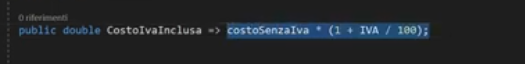 0 riferimenti
public double CostoIvaInclusa => costoSenzaIva * (1 + IVA / 100);